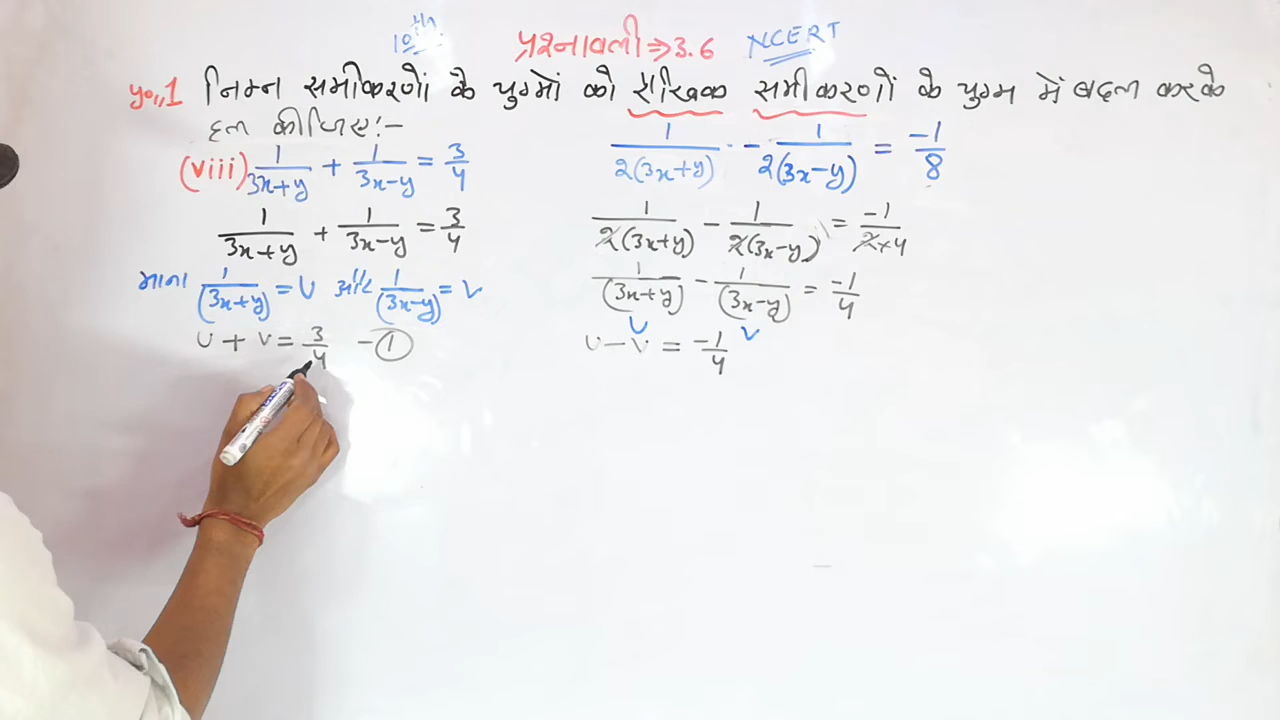 10th प्रश्नावली ⇒ 3.6 NCERT
प्र०,,1 निम्न समीकरणों के युग्मों को रैखिक समीकरणों के युग्म में बदल करके
हल कीजिए:-
(viii) 1/(3x+y) + 1/(3x-y) = 3/4
1/(3x+y) + 1/(3x-y) = 3/4
माना 1/(3x+y) = U और 1/(3x-y) = V
U + V = 3/4 -①
1/2(3x+y) - 1/2(3x-y) = -1/8
1/2(3x+y) - 1/2(3x-y) = -1/2×4
1/(3x+y) - 1/(3x-y) = -1/4
U V
U - V = -1/4